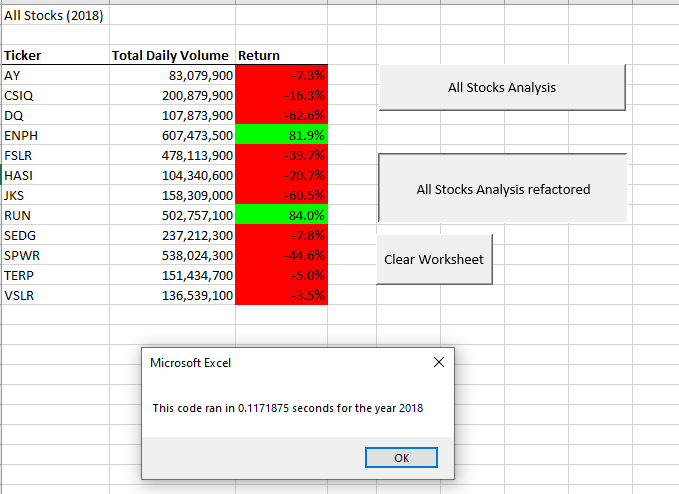 All Stocks (2018)
Ticker Total Daily Volume Return
AY 83,079,900 -7.3%
CSIQ 200,879,900 -16.3%
DQ 107,873,900 -62.6%
ENPH 607,473,500 81.9%
FSLR 478,113,900 -39.7%
HASI 104,340,600 -20.7%
JKS 158,309,000 -60.5%
RUN 502,757,100 84.0%
SEDG 237,212,300 -7.8%
SPWR 538,024,300 -44.6%
TERP 151,434,700 -5.0%
VSLR 136,539,100 -3.5%
All Stocks Analysis
All Stocks Analysis refactored
Clear Worksheet
Microsoft Excel
This code ran in 0.1171875 seconds for the year 2018
OK